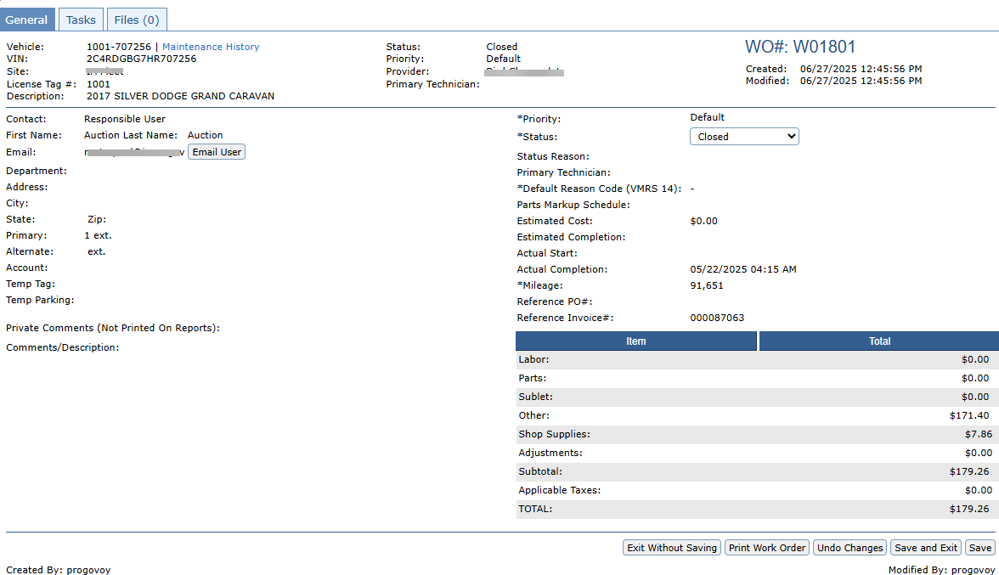 General Tasks Files (0)
Vehicle: 1001-707256 | Maintenance History
VIN: 2C4RDGBG7HR707256
Site:
License Tag #: 1001
Description: 2017 SILVER DODGE GRAND CARAVAN
Status: Closed
Priority: Default
Provider:
Primary Technician:
WO#: W01801
Created: 06/27/2025 12:45:56 PM
Modified: 06/27/2025 12:45:56 PM
Contact: Responsible User
First Name: Auction Last Name: Auction
Email: Email User
Department:
Address:
City:
State: Zip:
Primary: 1 ext.
Alternate: ext.
Account:
Temp Tag:
Temp Parking:
Private Comments (Not Printed On Reports):
Comments/Description:
*Priority: Default
*Status: Closed
Status Reason:
Primary Technician:
*Default Reason Code (VMRS 14): -
Parts Markup Schedule:
Estimated Cost: $0.00
Estimated Completion:
Actual Start:
Actual Completion: 05/22/2025 04:15 AM
*Mileage: 91,651
Reference PO#:
Reference Invoice#: 000087063
Item Total
Labor: $0.00
Parts: $0.00
Sublet: $0.00
Other: $171.40
Shop Supplies: $7.86
Adjustments: $0.00
Subtotal: $179.26
Applicable Taxes: $0.00
TOTAL: $179.26
Exit Without Saving Print Work Order Undo Changes Save and Exit Save
Created By: progovoy Modified By: progovoy